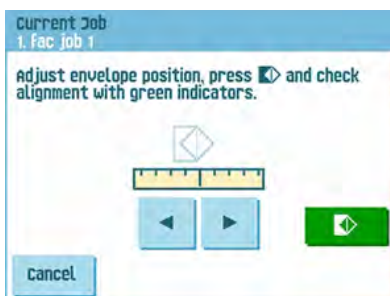 Current Job
1. Fac job 1
Adjust envelope position, press and check
alignment with green indicators.
Cancel